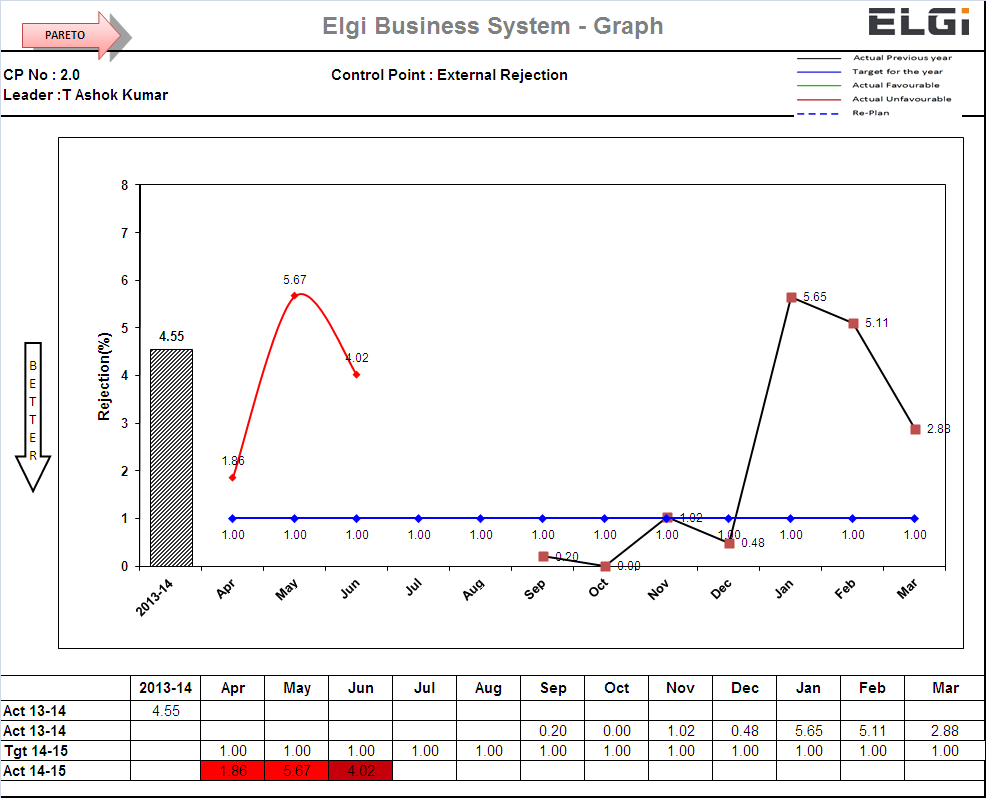 PARETO
Elgi Business System - Graph
ELGi
CP No : 2.0
Control Point : External Rejection
Leader :T Ashok Kumar
Actual Previous year
Target for the year
Actual Favourable
Actual Unfavourable
Re-Plan
BETTER
Rejection(%)
8
7
6
5
4
3
2
1
0
4.55
1.86
5.67
4.02
0.20
0.00
1.02
0.48
5.65
5.11
2.88
1.00 1.00 1.00 1.00 1.00 1.00 1.00 1.00 1.00 1.00 1.00 1.00
2013-14 Apr May Jun Jul Aug Sep Oct Nov Dec Jan Feb Mar
2013-14 Apr May Jun Jul Aug Sep Oct Nov Dec Jan Feb Mar
Act 13-14 4.55
Act 13-14 0.20 0.00 1.02 0.48 5.65 5.11 2.88
Tgt 14-15 1.00 1.00 1.00 1.00 1.00 1.00 1.00 1.00 1.00 1.00 1.00 1.00
Act 14-15 1.86 5.67 4.02